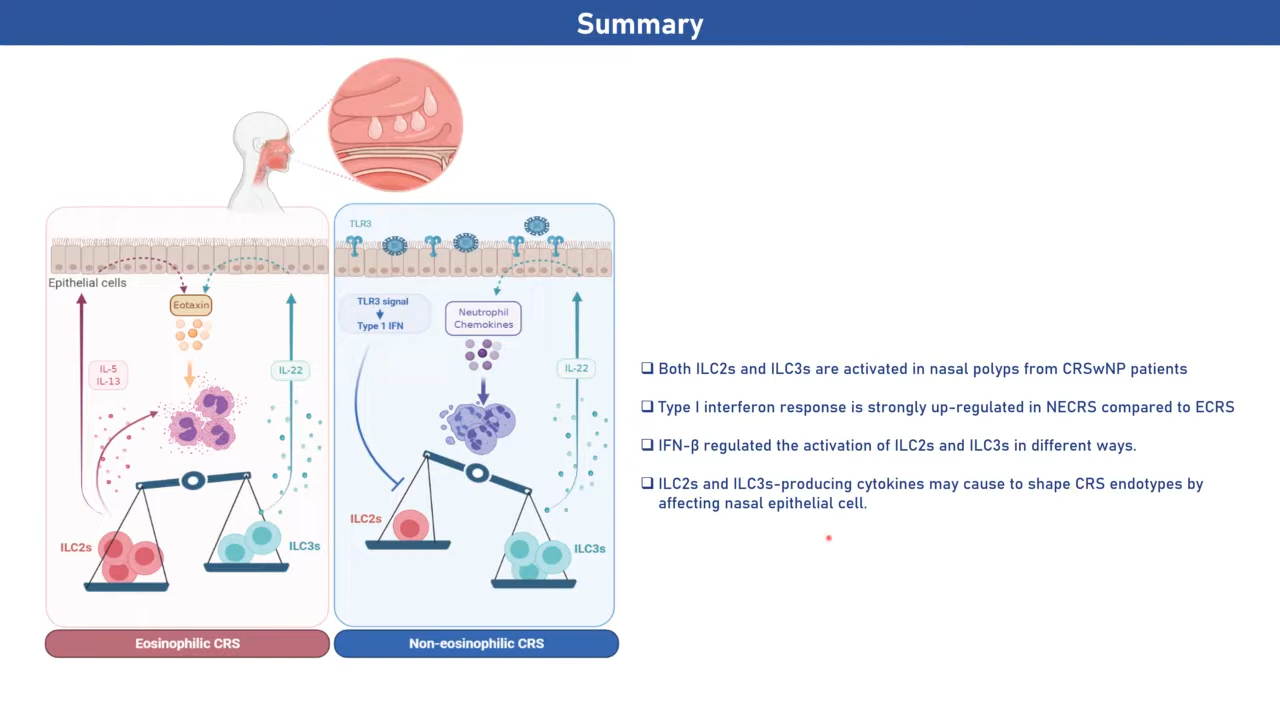 Summary
TLR3
Epithelial cells
Eotaxin
IL-5
IL-13
IL-22
ILC2s
ILC3s
Eosinophilic CRS
TLR3 signal
Type 1 IFN
Neutrophil
Chemokines
IL-22
ILC2s
ILC3s
Non-eosinophilic CRS
❑ Both ILC2s and ILC3s are activated in nasal polyps from CRSwNP patients
❑ Type I interferon response is strongly up-regulated in NECRS compared to ECRS
❑ IFN-β regulated the activation of ILC2s and ILC3s in different ways.
❑ ILC2s and ILC3s-producing cytokines may cause to shape CRS endotypes by
affecting nasal epithelial cell.